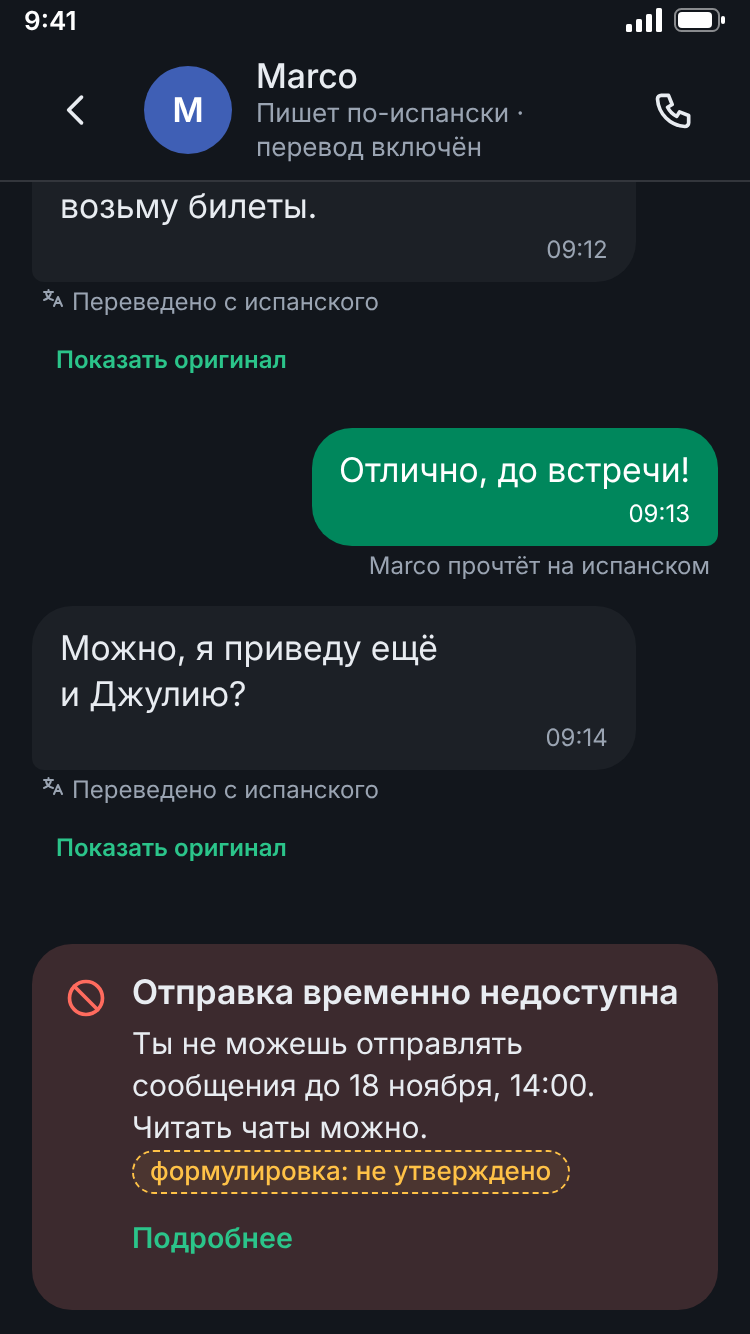 9:41
M
Marco
Пишет по-испански ·
перевод включён
возьму билеты.
09:12
Переведено с испанского
Показать оригинал
Отлично, до встречи!
09:13
Marco прочтёт на испанском
Можно, я приведу ещё
и Джулию?
09:14
Переведено с испанского
Показать оригинал
Отправка временно недоступна
Ты не можешь отправлять
сообщения до 18 ноября, 14:00.
Читать чаты можно.
формулировка: не утверждено
Подробнее